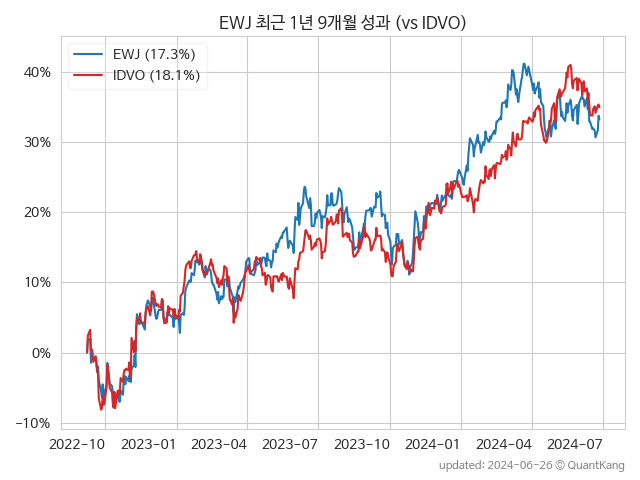 EWJ 최근 1년 9개월 성과 (vs IDVO)
EWJ (17.3%)
IDVO (18.1%)
40%
30%
20%
10%
0%
−10%
2022−10 2023−01 2023−04 2023−07 2023−10 2024−01 2024−04 2024−07
updated: 2024-06-26 © QuantKang